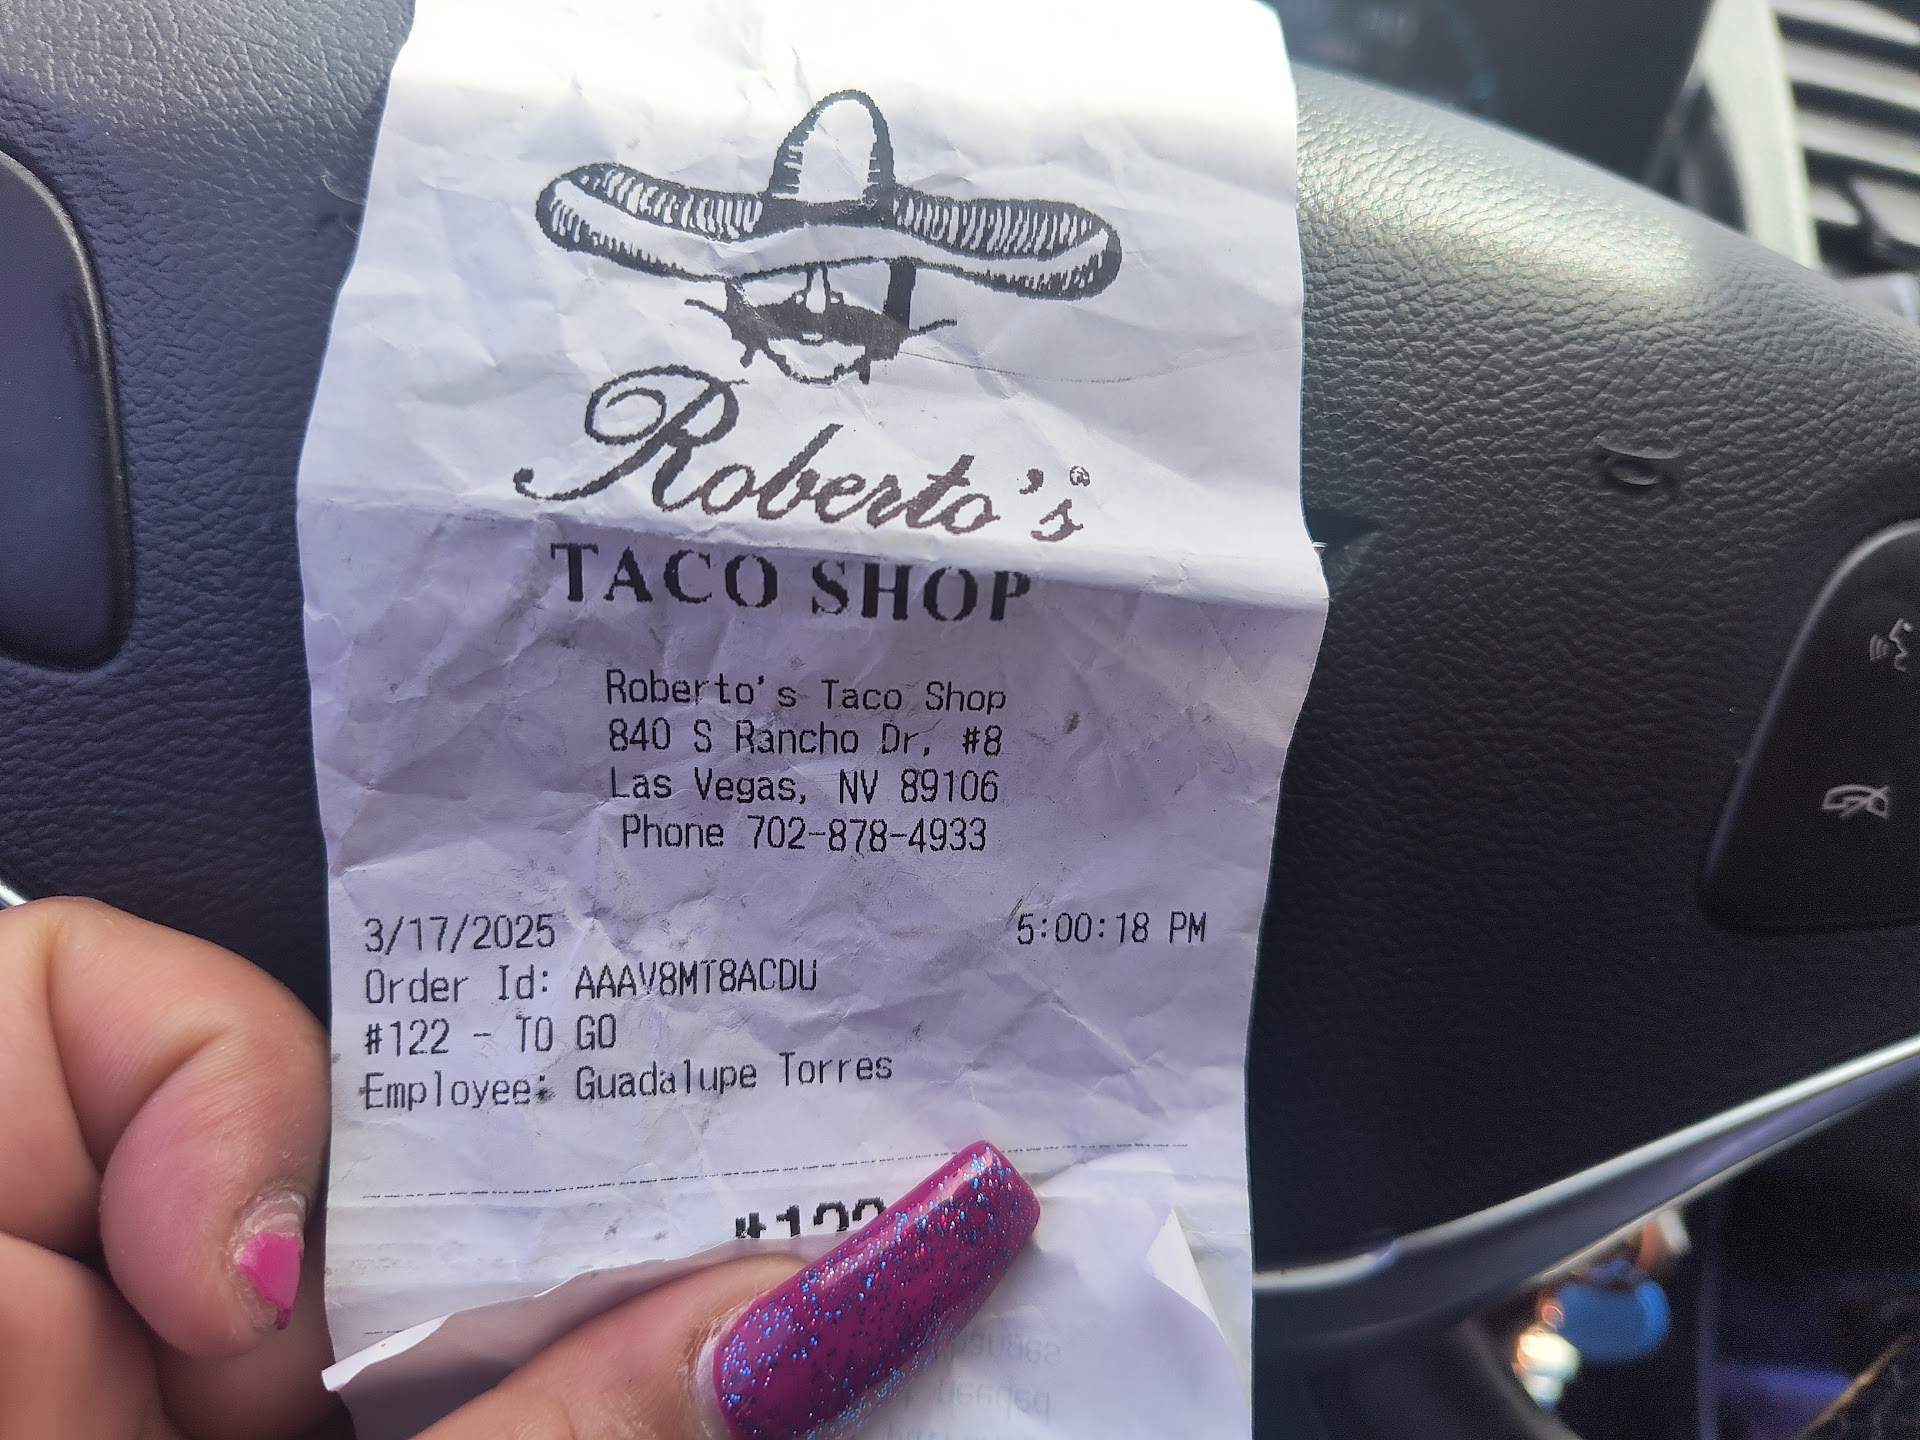 Roberto's®
TACO SHOP
Roberto's Taco Shop
840 S Rancho Dr, #8
Las Vegas, NV 89106
Phone 702-878-4933
3/17/2025 5:00:18 PM
Order Id: AAAV8MT8ACDU
#122 - TO GO
Employee: Guadalupe Torres
#122